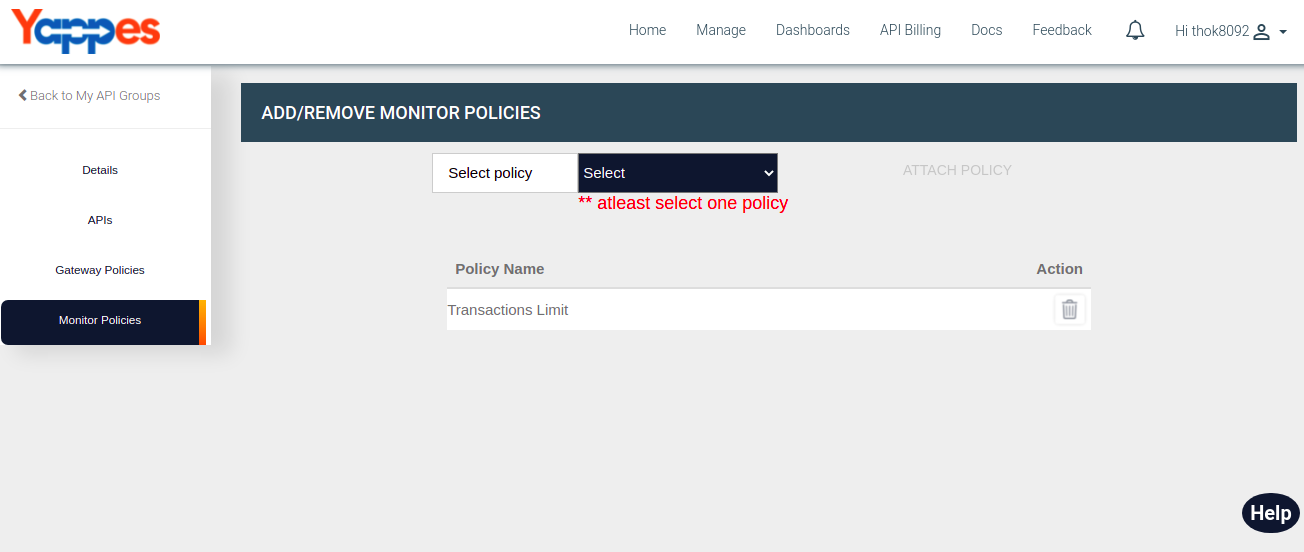 Yappes
Home Manage Dashboards API Billing Docs Feedback Hi thok8092
Back to My API Groups
Details
APIs
Gateway Policies
Monitor Policies
ADD/REMOVE MONITOR POLICIES
Select policy Select ATTACH POLICY
** atleast select one policy
Policy Name Action
Transactions Limit
Help